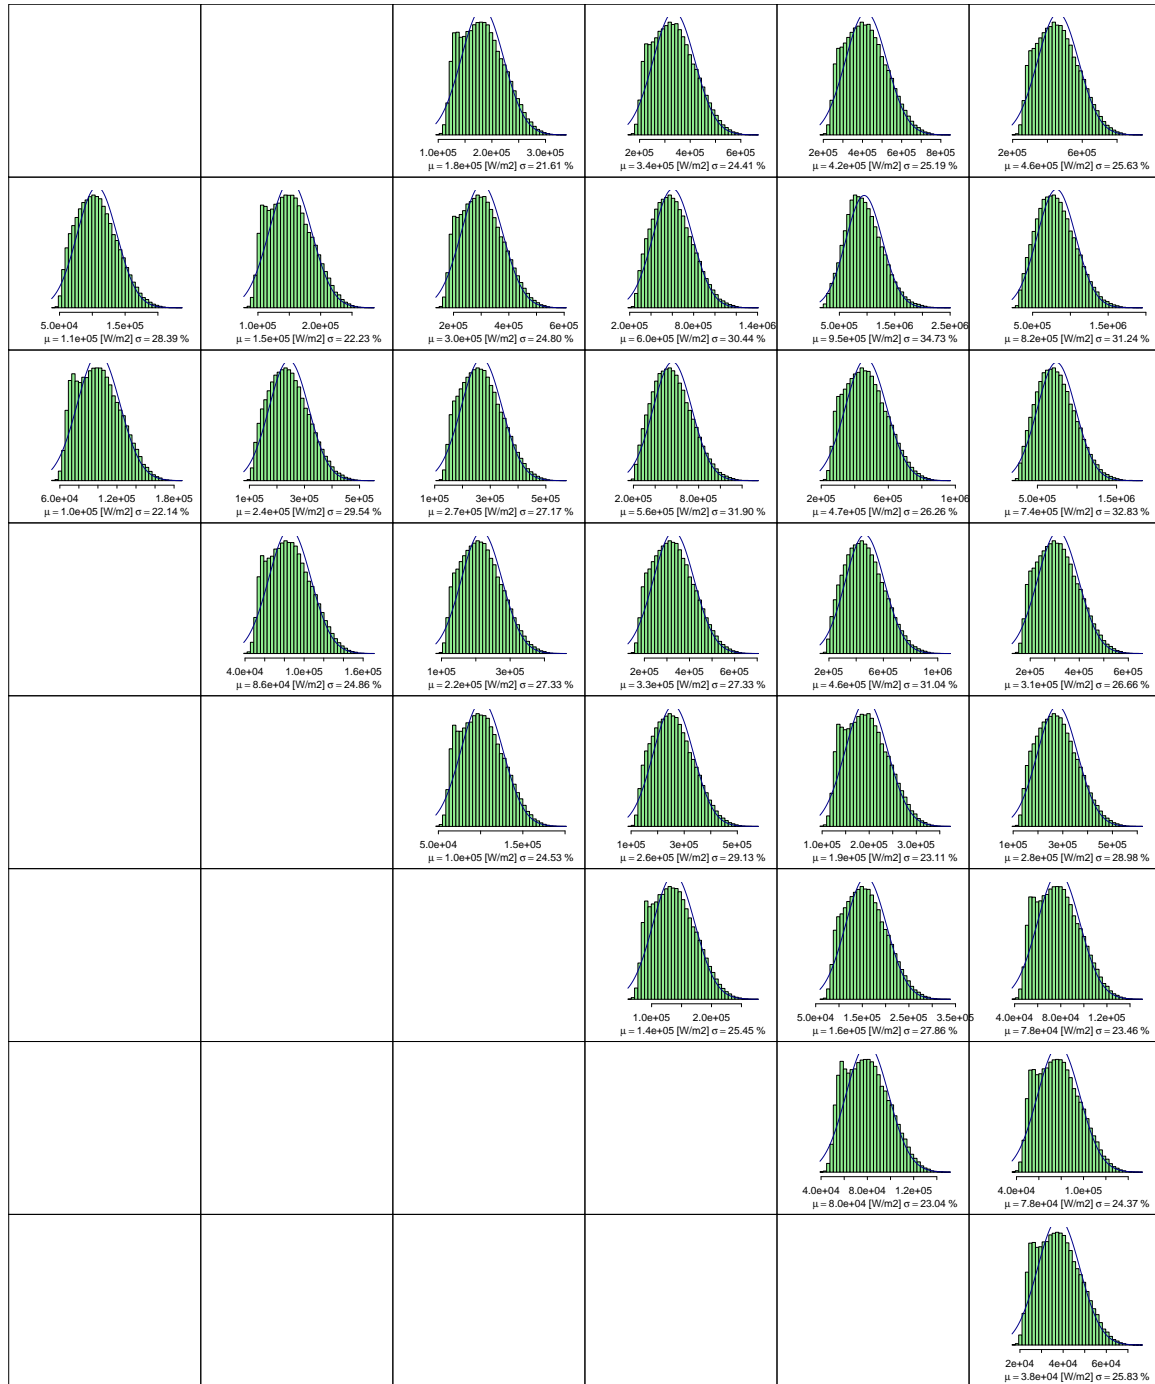 1.0e+05 2.0e+05 3.0e+05
μ = 1.8e+05 [W/m2] σ = 21.61 %
2e+05 4e+05 6e+05
μ = 3.4e+05 [W/m2] σ = 24.41 %
2e+05 4e+05 6e+05 8e+05
μ = 4.2e+05 [W/m2] σ = 25.19 %
2e+05 6e+05
μ = 4.6e+05 [W/m2] σ = 25.63 %
5.0e+04 1.5e+05
μ = 1.1e+05 [W/m2] σ = 28.39 %
1.0e+05 2.0e+05
μ = 1.5e+05 [W/m2] σ = 22.23 %
2e+05 4e+05 6e+05
μ = 3.0e+05 [W/m2] σ = 24.80 %
2.0e+05 8.0e+05 1.4e+06
μ = 6.0e+05 [W/m2] σ = 30.44 %
5.0e+05 1.5e+06 2.5e+06
μ = 9.5e+05 [W/m2] σ = 34.73 %
5.0e+05 1.5e+06
μ = 8.2e+05 [W/m2] σ = 31.24 %
6.0e+04 1.2e+05 1.8e+05
μ = 1.0e+05 [W/m2] σ = 22.14 %
1e+05 3e+05 5e+05
μ = 2.4e+05 [W/m2] σ = 29.54 %
1e+05 3e+05 5e+05
μ = 2.7e+05 [W/m2] σ = 27.17 %
2.0e+05 8.0e+05
μ = 5.6e+05 [W/m2] σ = 31.90 %
2e+05 6e+05 1e+06
μ = 4.7e+05 [W/m2] σ = 26.26 %
5.0e+05 1.5e+06
μ = 7.4e+05 [W/m2] σ = 32.83 %
4.0e+04 1.0e+05 1.6e+05
μ = 8.6e+04 [W/m2] σ = 24.86 %
1e+05 3e+05
μ = 2.2e+05 [W/m2] σ = 27.33 %
2e+05 4e+05 6e+05
μ = 3.3e+05 [W/m2] σ = 27.33 %
2e+05 6e+05 1e+06
μ = 4.6e+05 [W/m2] σ = 31.04 %
2e+05 4e+05 6e+05
μ = 3.1e+05 [W/m2] σ = 26.66 %
5.0e+04 1.5e+05
μ = 1.0e+05 [W/m2] σ = 24.53 %
1e+05 3e+05 5e+05
μ = 2.6e+05 [W/m2] σ = 29.13 %
1.0e+05 2.0e+05 3.0e+05
μ = 1.9e+05 [W/m2] σ = 23.11 %
1e+05 3e+05 5e+05
μ = 2.8e+05 [W/m2] σ = 28.98 %
1.0e+05 2.0e+05
μ = 1.4e+05 [W/m2] σ = 25.45 %
5.0e+04 1.5e+05 2.5e+05 3.5e+05
μ = 1.6e+05 [W/m2] σ = 27.86 %
4.0e+04 8.0e+04 1.2e+05
μ = 7.8e+04 [W/m2] σ = 23.46 %
4.0e+04 8.0e+04 1.2e+05
μ = 8.0e+04 [W/m2] σ = 23.04 %
4.0e+04 1.0e+05
μ = 7.8e+04 [W/m2] σ = 24.37 %
2e+04 4e+04 6e+04
μ = 3.8e+04 [W/m2] σ = 25.83 %